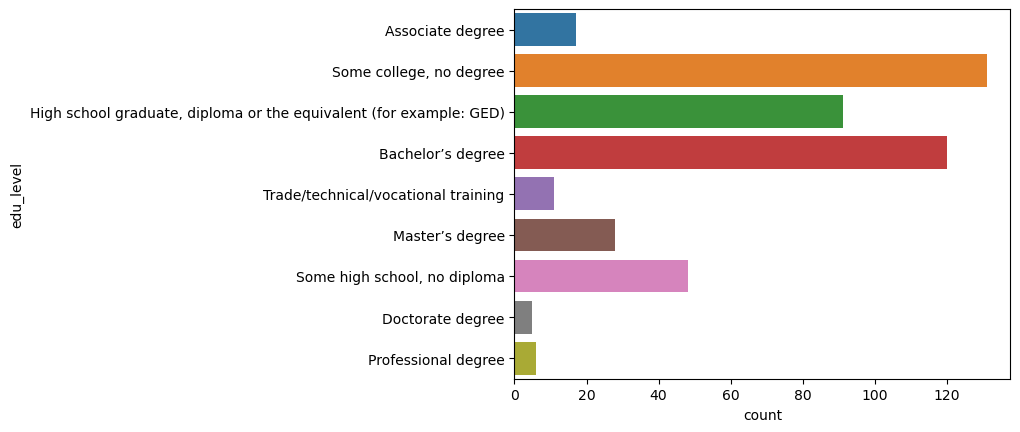 edu_level
Associate degree
Some college, no degree
High school graduate, diploma or the equivalent (for example: GED)
Bachelor’s degree
Trade/technical/vocational training
Master’s degree
Some high school, no diploma
Doctorate degree
Professional degree
0 20 40 60 80 100 120
count